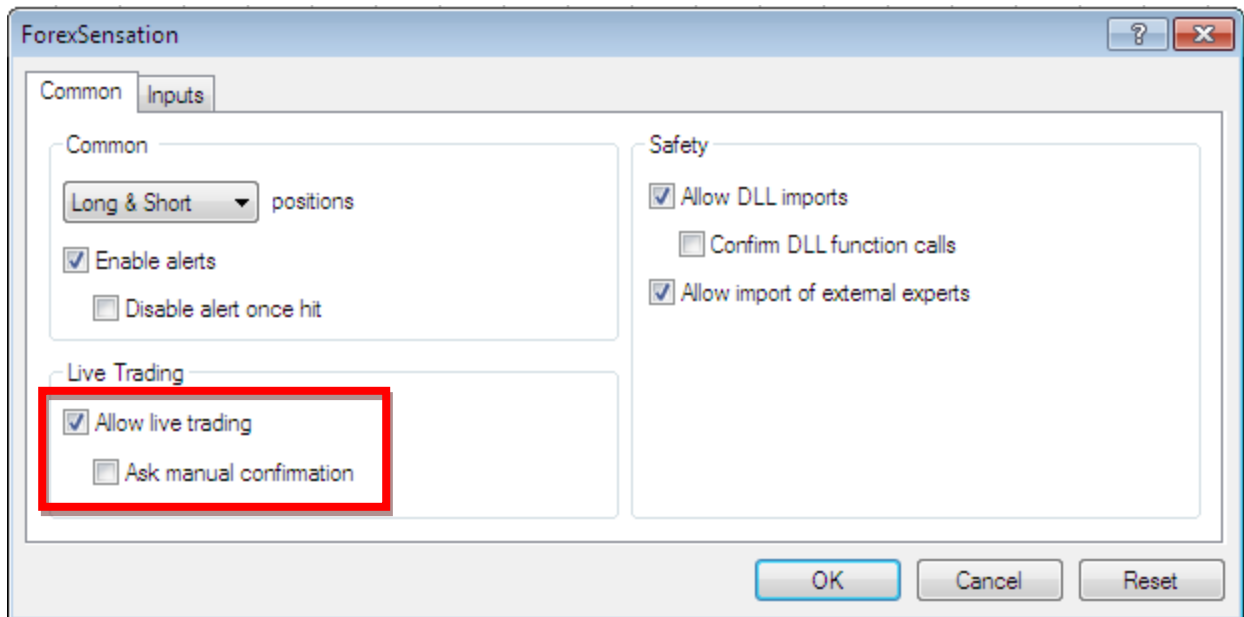 ForexSensation
Common
Inputs
Common
Long & Short positions
Enable alerts
Disable alert once hit
Safety
Allow DLL imports
Confirm DLL function calls
Allow import of external experts
Live Trading
Allow live trading
Ask manual confirmation
OK
Cancel
Reset